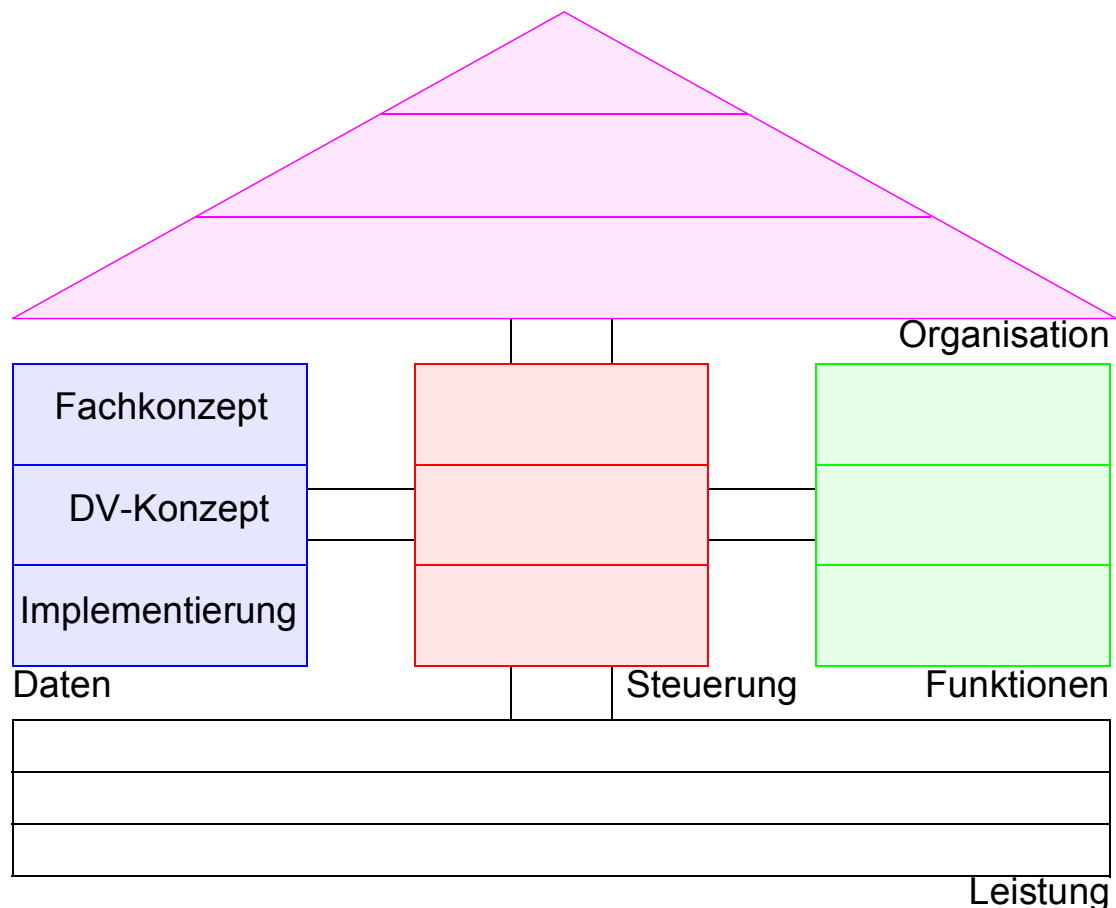 Organisation
Fachkonzept
DV-Konzept
Implementierung
Daten
Steuerung
Funktionen
Leistung